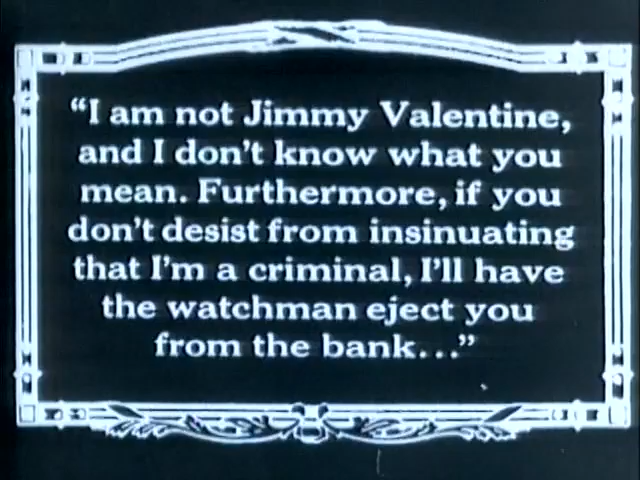 “I am not Jimmy Valentine,
and I don’t know what you
mean. Furthermore, if you
don’t desist from insinuating
that I’m a criminal, I’ll have
the watchman eject you
from the bank...”